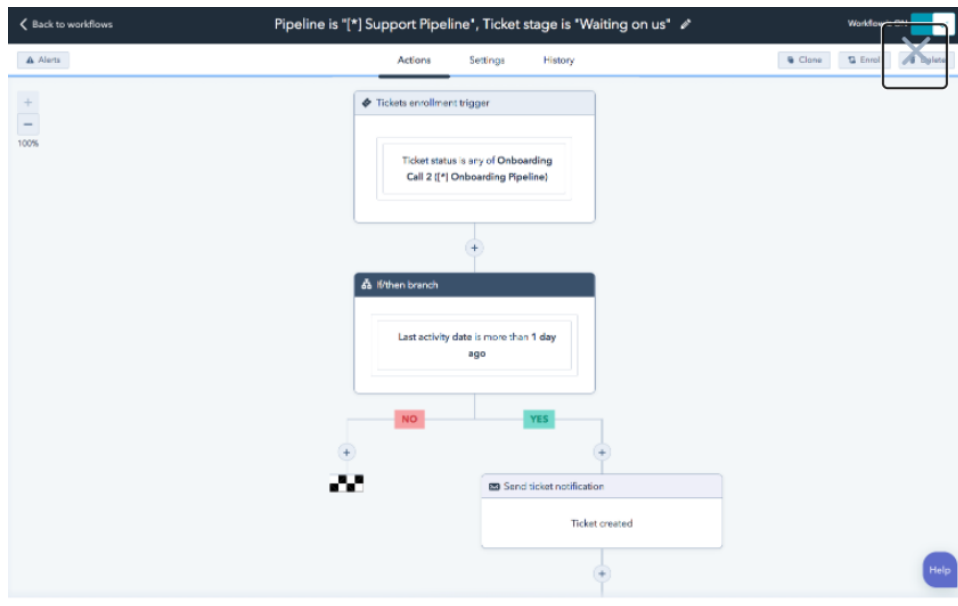 Back to workflows
Pipeline is "[*] Support Pipeline", Ticket stage is "Waiting on us"
Alerts
Actions
Settings
History
Clone
Enrol
100%
Tickets enrollment trigger
Ticket status is any of Onboarding
Call 2 ([*] Onboarding Pipeline)
If/then branch
Last activity date is more than 1 day
ago
NO
YES
Send ticket notification
Ticket created
Help